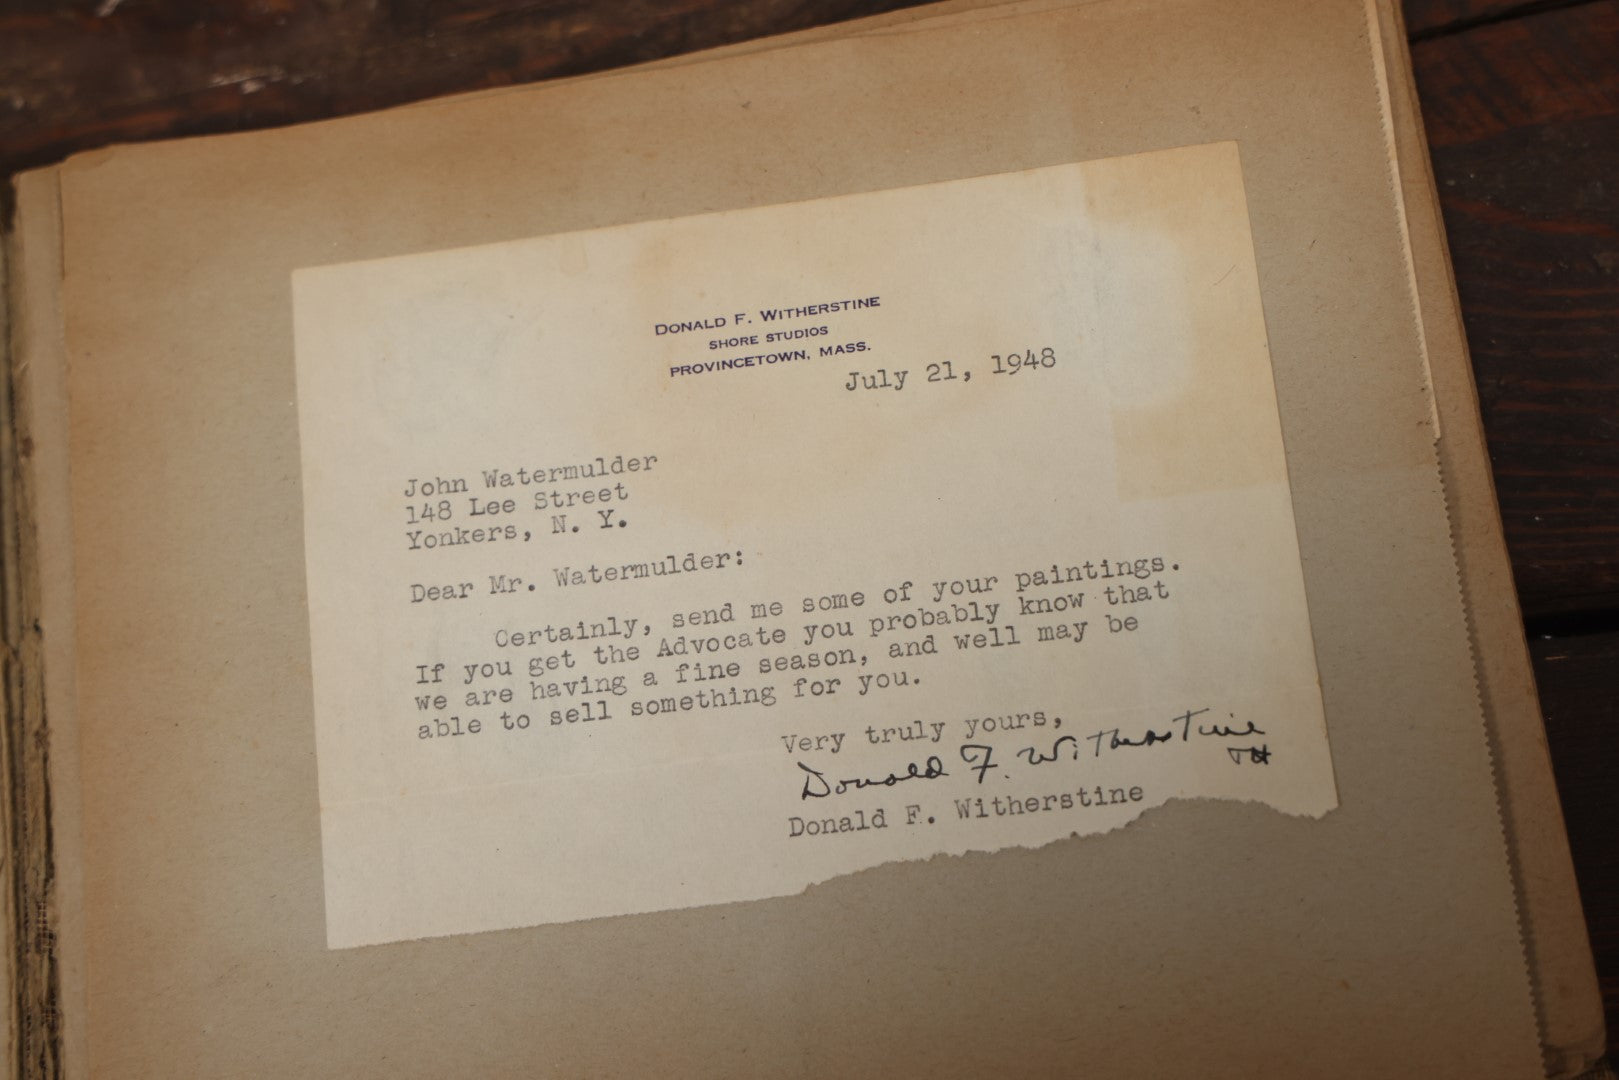 DONALD F. WITHERSTINE
SHORE STUDIOS
PROVINCETOWN, MASS.
July 21, 1948
John Watermulder
148 Lee Street
Yonkers, N. Y.
Dear Mr. Watermulder:
Certainly, send me some of your paintings.
If you get the Advocate you probably know that
we are having a fine season, and well may be
able to sell something for you.
Very truly yours,
Donald F. Witherstine
Donald F. Witherstine